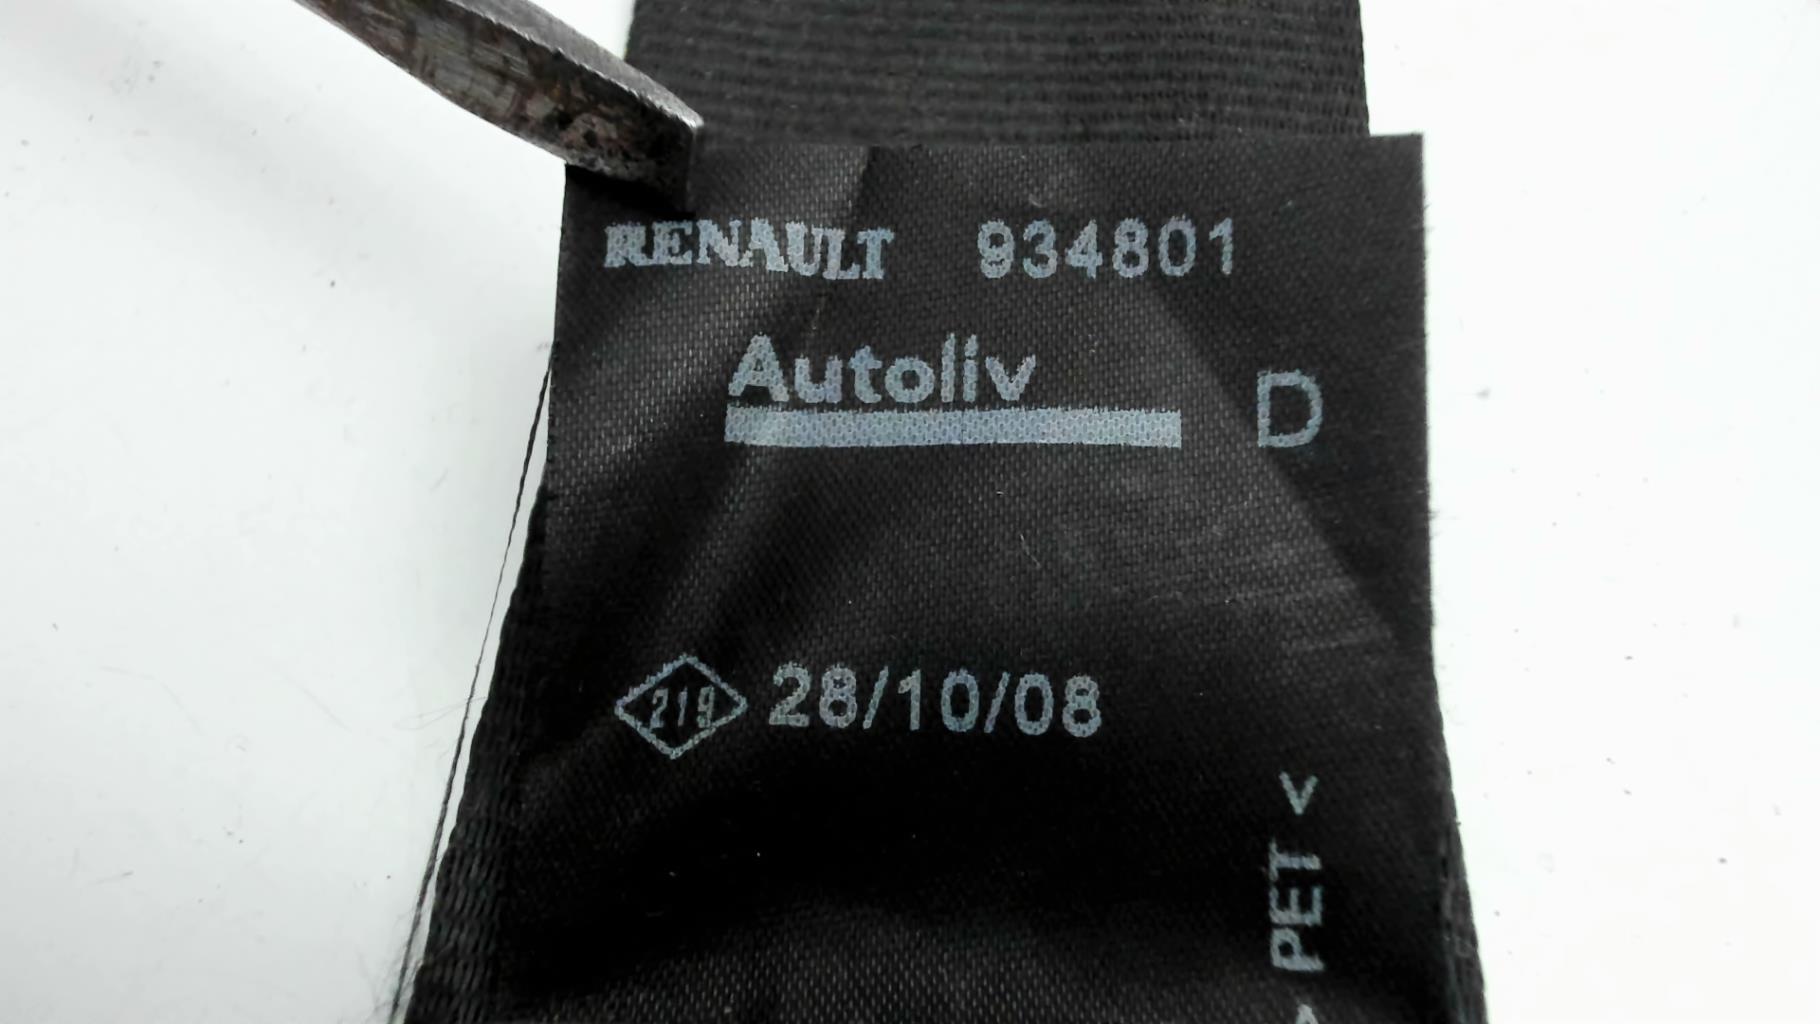 RENAULT 934801
Autoliv D
219 28/10/08
> PET <